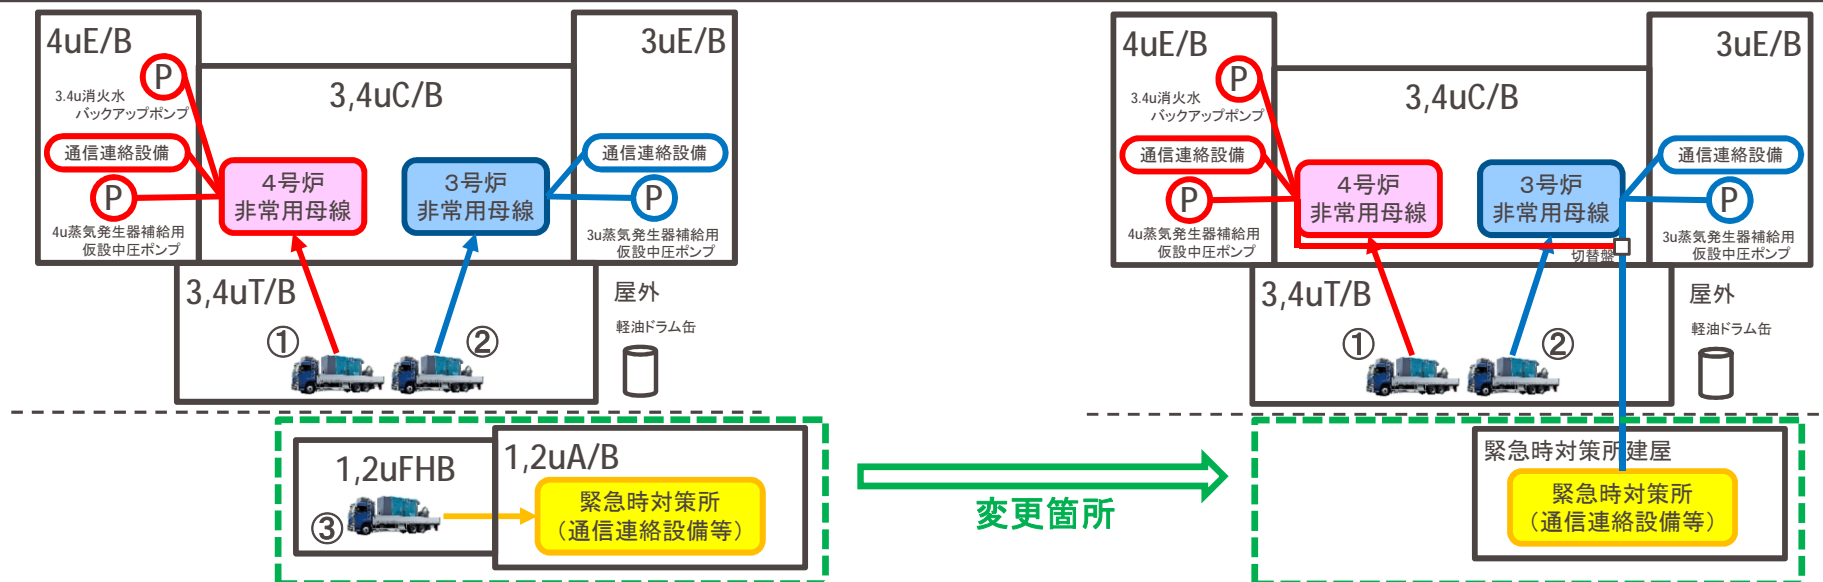 4uE/B
3uE/B
P
3,4uC/B
3.4u消火水
バックアップポンプ
通信連絡設備
通信連絡設備
4号炉
非常用母線
3号炉
非常用母線
P
P
4u蒸気発生器補給用
仮設中圧ポンプ
3u蒸気発生器補給用
仮設中圧ポンプ
3,4uT/B
屋外
①
②
軽油ドラム缶
1,2uFHB
1,2uA/B
③
緊急時対策所
(通信連絡設備等)
変更箇所
4uE/B
3uE/B
P
3,4uC/B
3.4u消火水
バックアップポンプ
通信連絡設備
通信連絡設備
4号炉
非常用母線
3号炉
非常用母線
P
P
4u蒸気発生器補給用
仮設中圧ポンプ
切替盤
3u蒸気発生器補給用
仮設中圧ポンプ
3,4uT/B
屋外
①
②
軽油ドラム缶
緊急時対策所建屋
緊急時対策所
(通信連絡設備等)